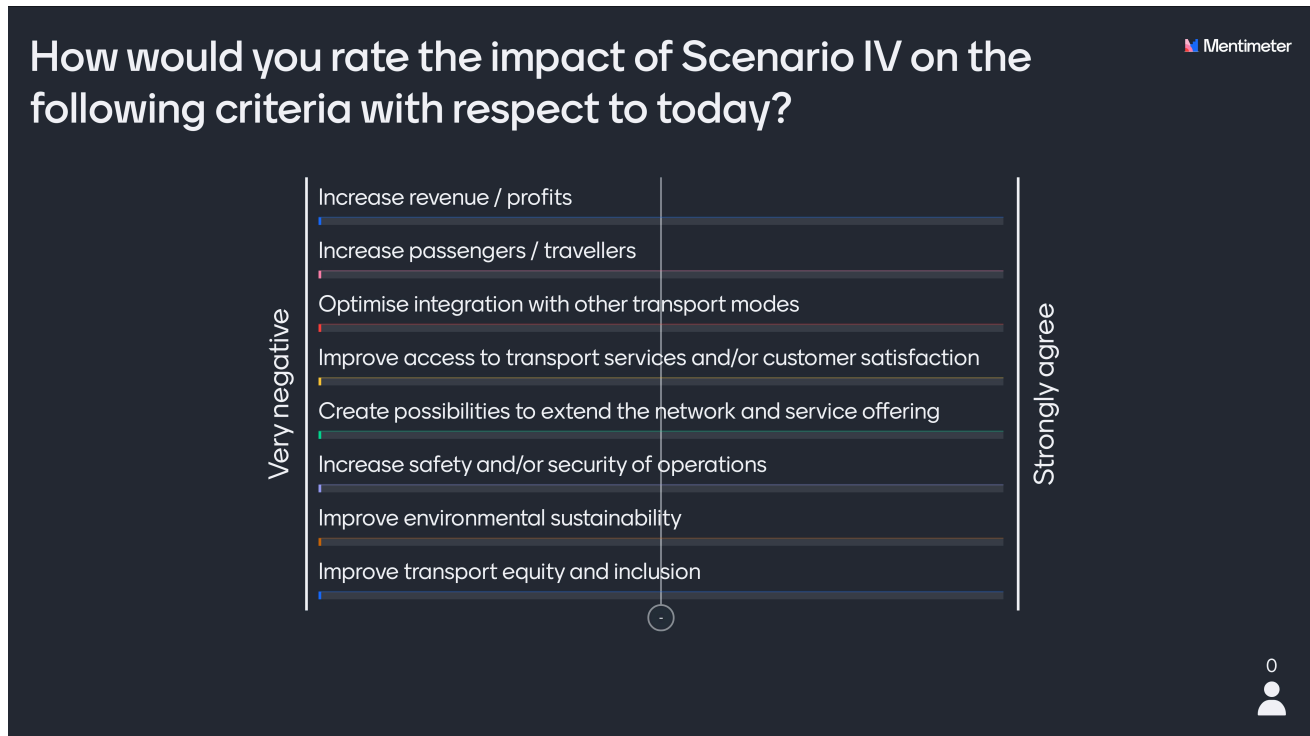 How would you rate the impact of Scenario IV on the
following criteria with respect to today?
Mentimeter
Increase revenue / profits
Increase passengers / travellers
Optimise integration with other transport modes
Improve access to transport services and/or customer satisfaction
Create possibilities to extend the network and service offering
Increase safety and/or security of operations
Improve environmental sustainability
Improve transport equity and inclusion
Very negative
Strongly agree
-
0